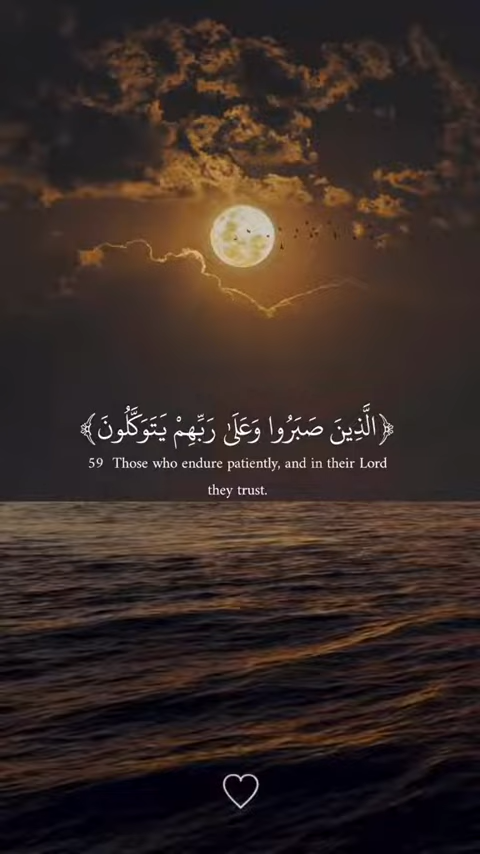 ﴿الَّذِينَ صَبَرُوا وَعَلَىٰ رَبِّهِمْ يَتَوَكَّلُونَ﴾
59 Those who endure patiently, and in their Lord
they trust.